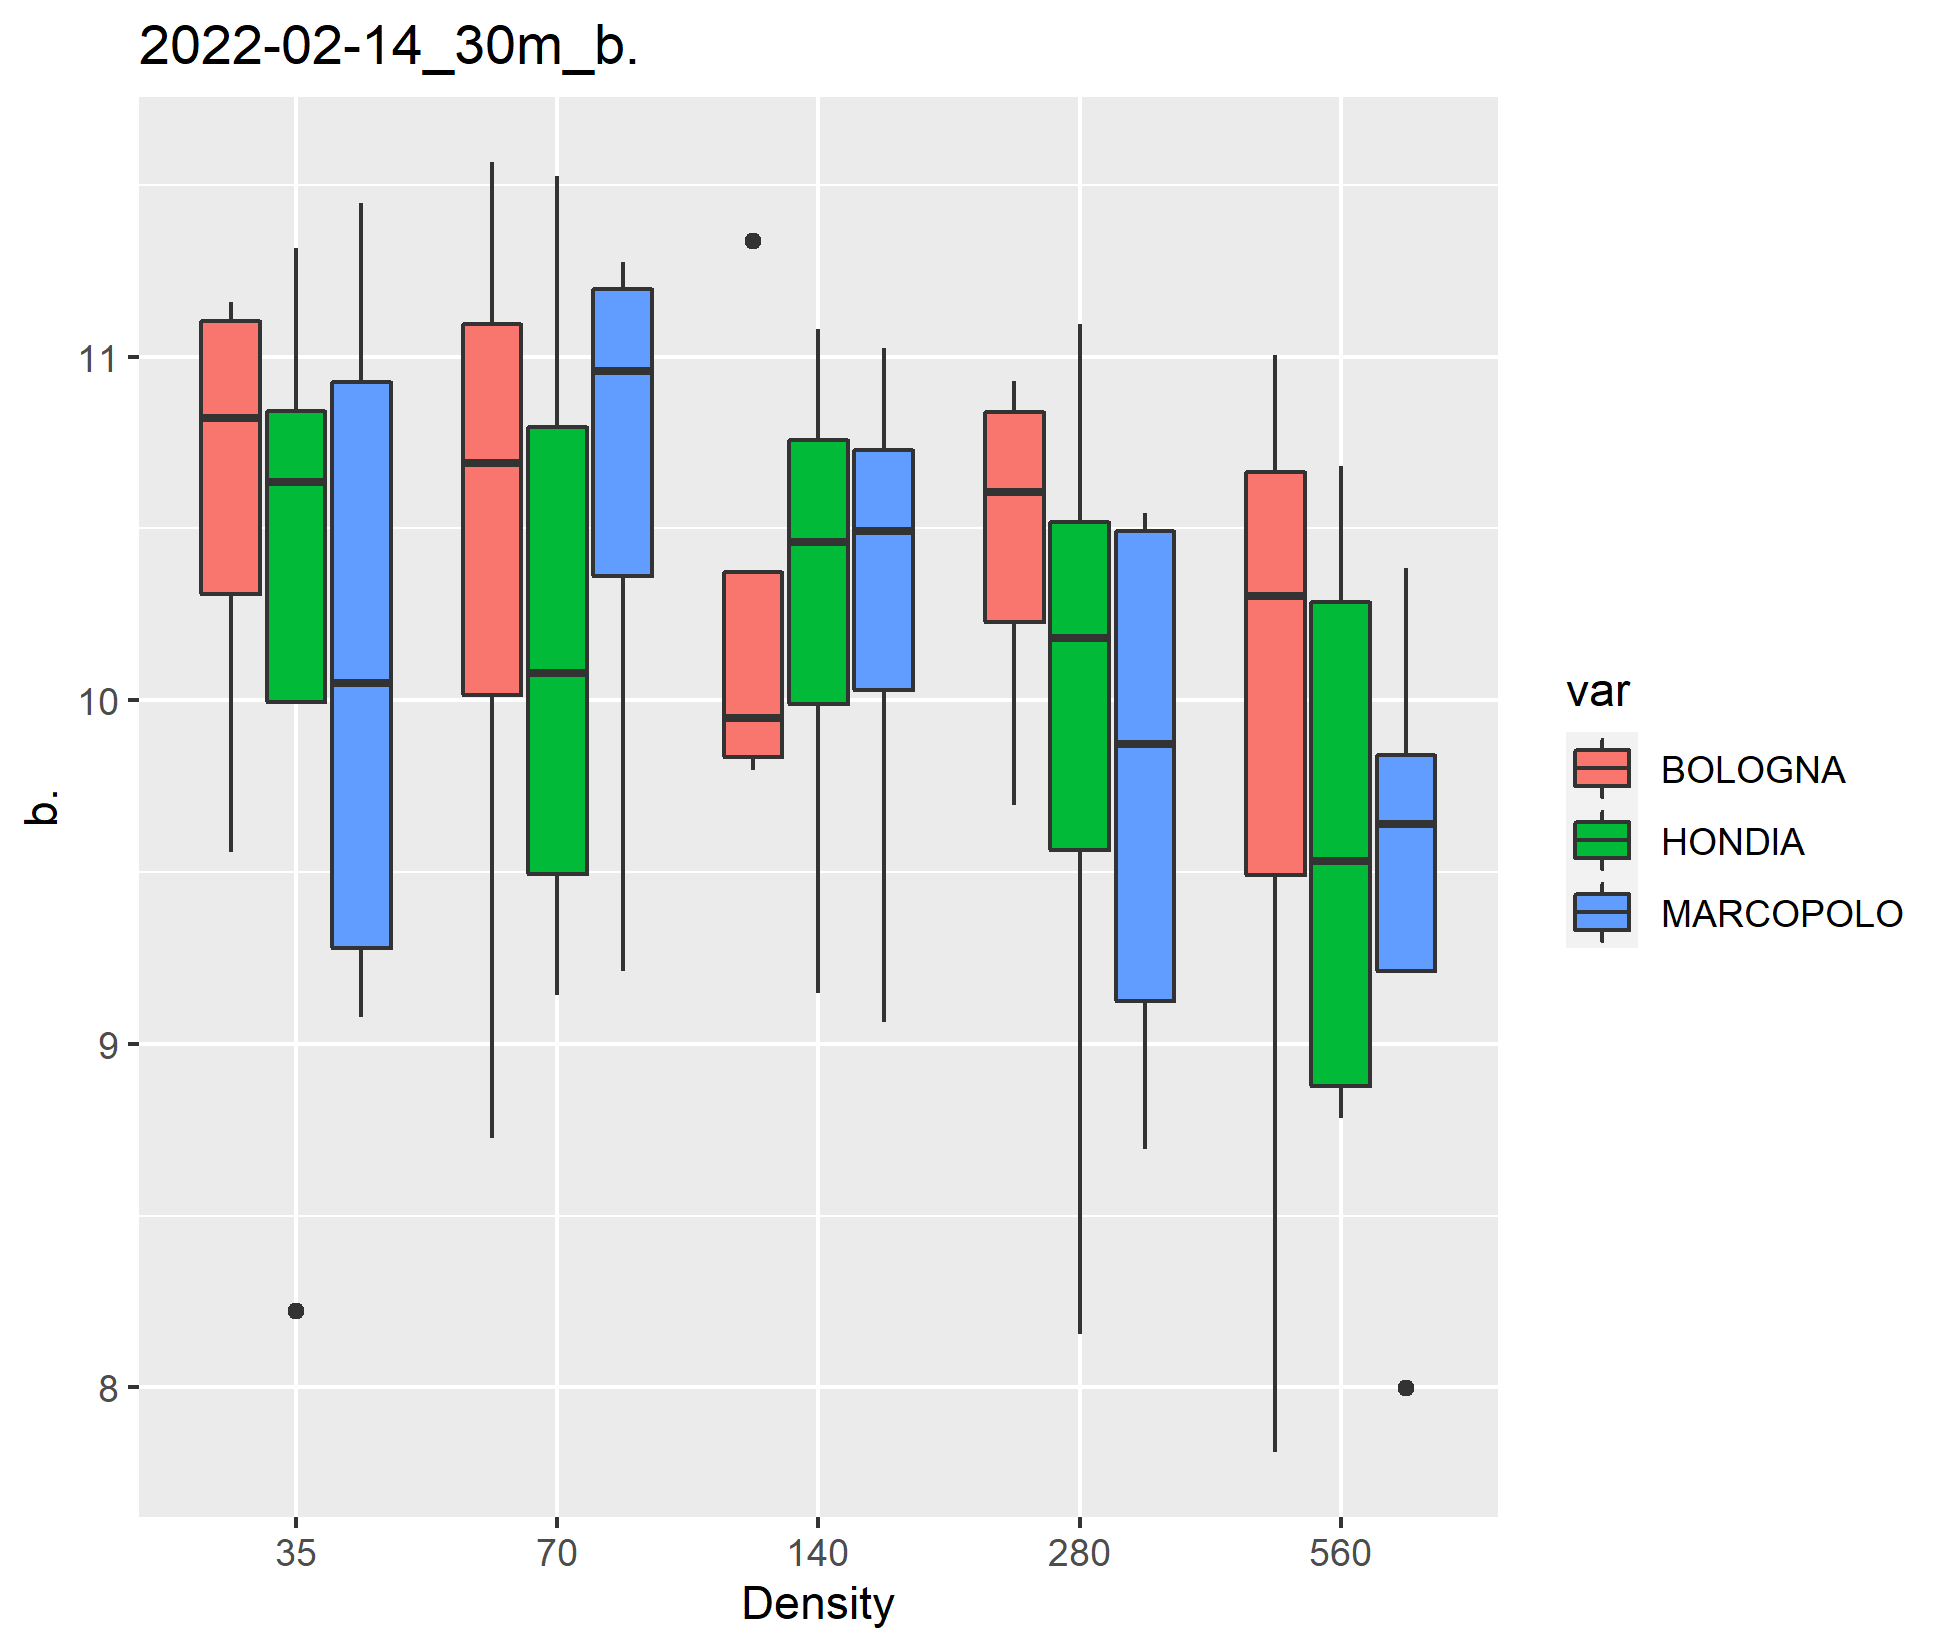 2022-02-14_30m_b.
11
10
9
8
b.
35 70 140 280 560
Density
var
BOLOGNA
HONDIA
MARCOPOLO